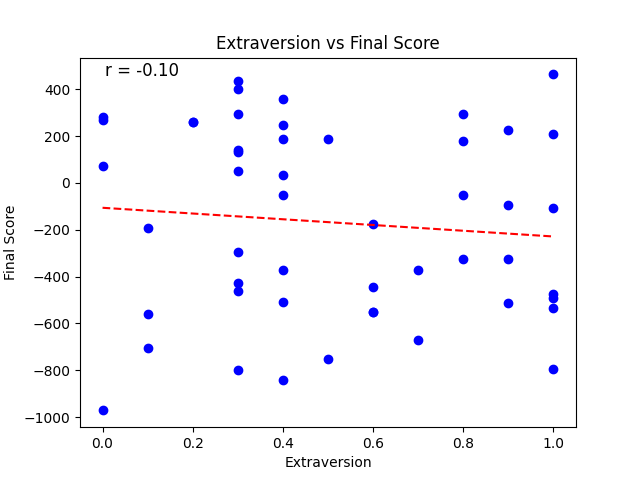 Extraversion vs Final Score
r = -0.10
Final Score
400
200
0
−200
−400
−600
−800
−1000
0.0 0.2 0.4 0.6 0.8 1.0
Extraversion